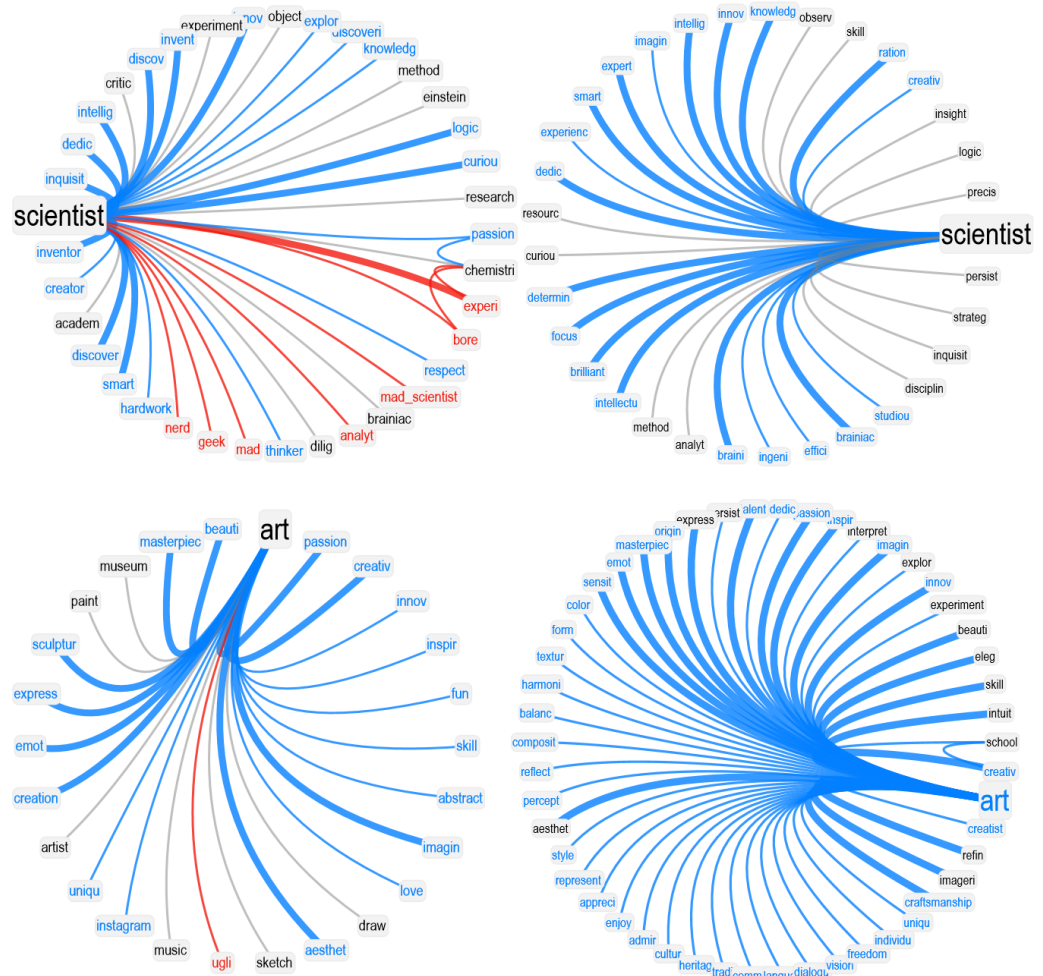 scientist
experiment
object
explor
discoveri
knowledg
method
einstein
logic
curiou
research
passion
chemistri
experi
bore
respect
mad_scientist
brainiac
analyt
dilig
thinker
mad
geek
nerd
hardwork
smart
discover
academ
creator
inventor
inquisit
dedic
intellig
critic
discov
invent
scientist
observ
skill
ration
creativ
insight
logic
precis
persist
strateg
inquisit
disciplin
studiou
brainiac
effici
ingeni
braini
analyt
method
intellectu
brilliant
focus
determin
curiou
resourc
dedic
experienc
smart
expert
imagin
intellig
innov
knowledg
art
passion
creativ
innov
inspir
fun
skill
abstract
imagin
love
draw
aesthet
sketch
ugli
music
instagram
uniqu
artist
creation
emot
express
sculptur
paint
museum
masterpiec
beauti
art
dedic
passion
interpret
imagin
explor
innov
experiment
beauti
eleg
skill
intuit
school
creativ
creatist
refin
imageri
craftsmanship
uniqu
individu
freedom
vision
cultur
admir
enjoy
appreci
represent
style
aesthet
percept
reflect
composit
balanc
harmoni
textur
form
color
sensit
emot
masterpiec
origin
express